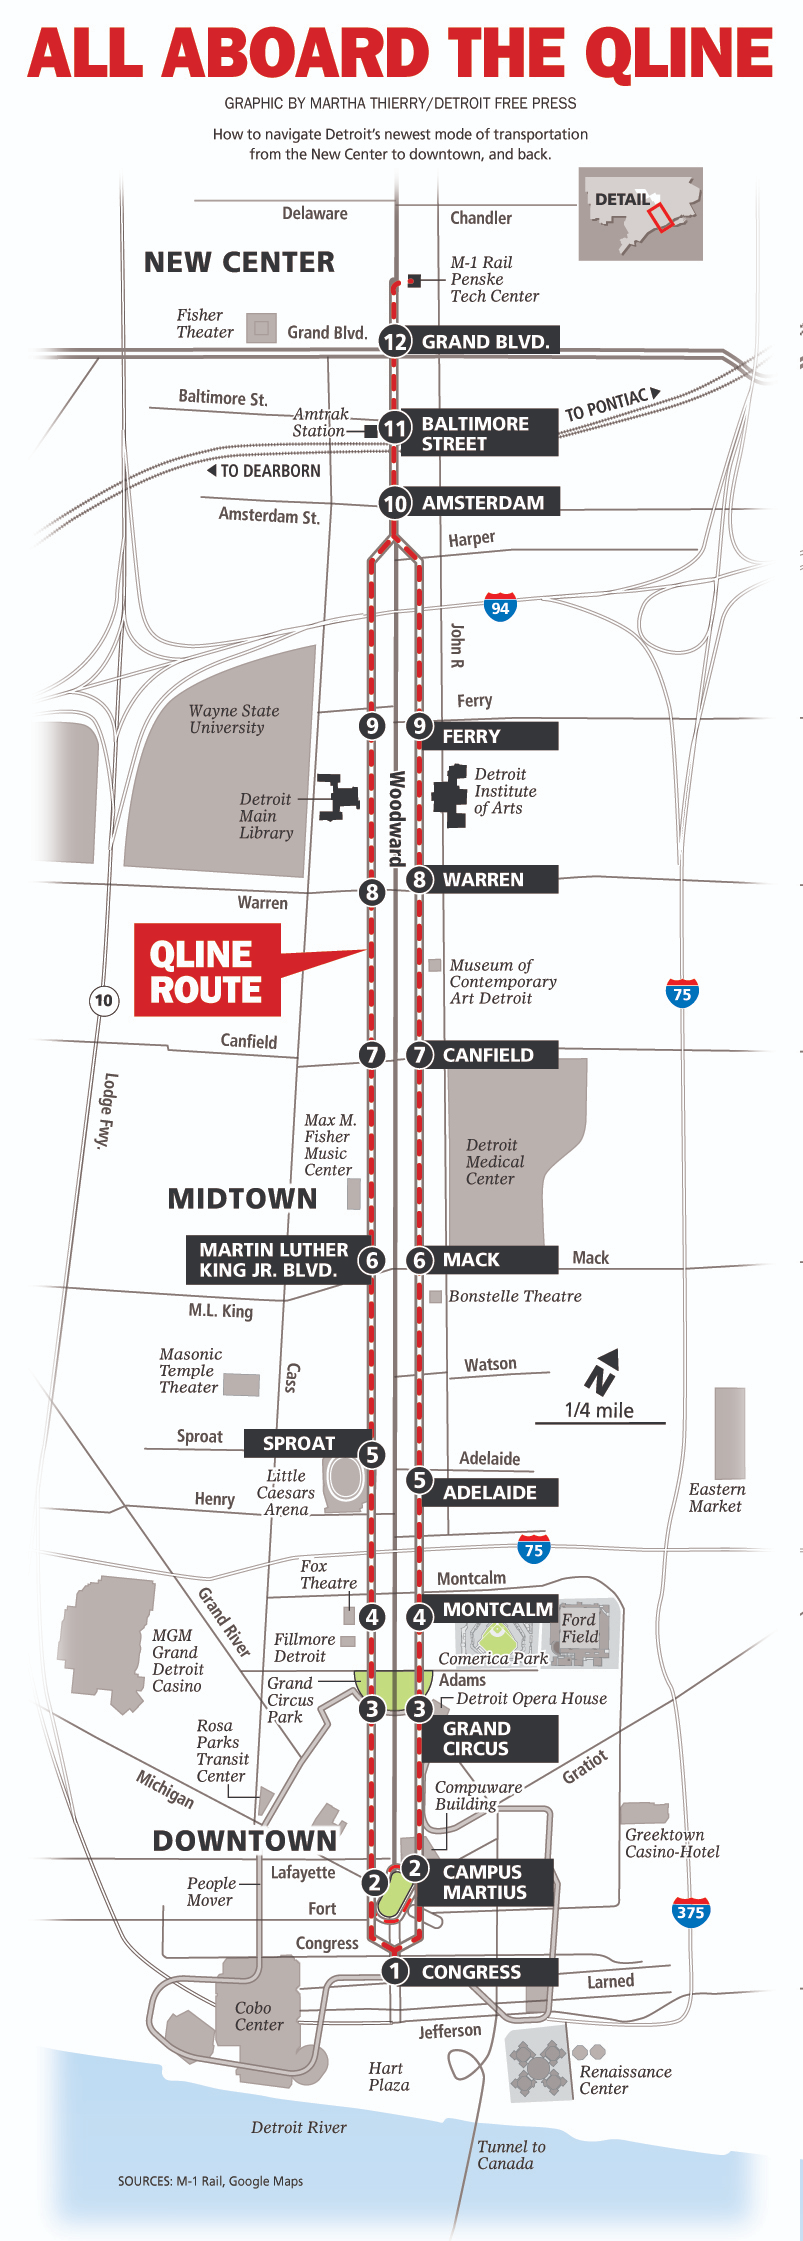 ALL ABOARD THE QLINE
GRAPHIC BY MARTHA THIERRY/DETROIT FREE PRESS
How to navigate Detroit's newest mode of transportation
from the New Center to downtown, and back.
DETAIL
Delaware
Chandler
NEW CENTER
M-1 Rail
Penske
Tech Center
Fisher
Theater
Grand Blvd.
12 GRAND BLVD.
Baltimore St.
TO PONTIAC
Amtrak
Station
11 BALTIMORE
STREET
TO DEARBORN
10 AMSTERDAM
Amsterdam St.
Harper
94
John R
Ferry
Wayne State
University
9
9
FERRY
Woodward
Detroit
Institute
of Arts
Detroit
Main
Library
8
8 WARREN
Warren
QLINE
ROUTE
Museum of
Contemporary
Art Detroit
10
75
Canfield
7
7 CANFIELD
Lodge Fwy.
Max M.
Fisher
Music
Center
Detroit
Medical
Center
MIDTOWN
MARTIN LUTHER
KING JR. BLVD.
6
6 MACK
Mack
M.L. King
Bonstelle Theatre
Masonic
Temple
Theater
Cass
Watson
N
1/4 mile
Sproat
SPROAT
5
Adelaide
5
ADELAIDE
Little
Caesars
Arena
Henry
Eastern
Market
75
Fox
Theatre
Montcalm
Grand River
4
4 MONTCALM
Ford
Field
MGM
Grand
Detroit
Casino
Fillmore
Detroit
Comerica Park
Grand
Circus
Park
Adams
Detroit Opera House
3
3
GRAND
CIRCUS
Rosa
Parks
Transit
Center
Michigan
Gratiot
Compuware
Building
DOWNTOWN
Greektown
Casino-Hotel
Lafayette
2
2
CAMPUS
MARTIUS
People
Mover
Fort
375
Congress
1 CONGRESS
Larned
Cobo
Center
Jefferson
Hart
Plaza
Renaissance
Center
Detroit River
Tunnel to
Canada
SOURCES: M-1 Rail, Google Maps